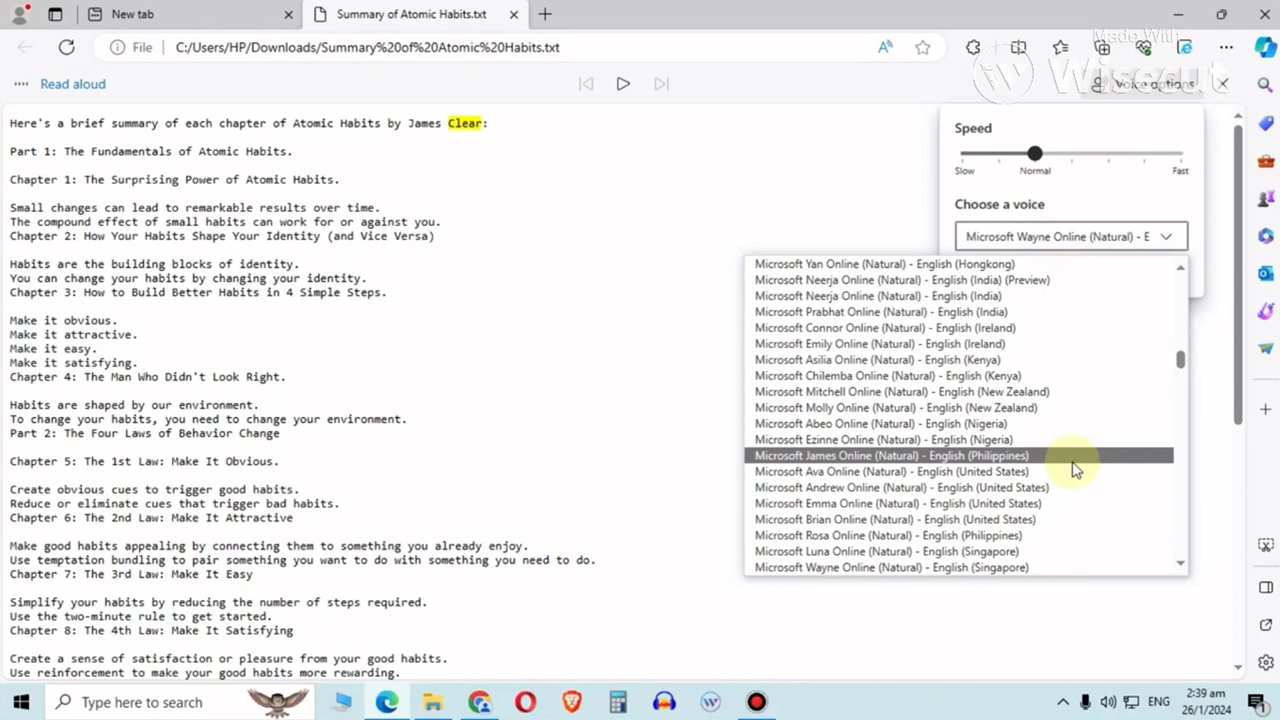 New tab
Summary of Atomic Habits.txt
File
C:/Users/HP/Downloads/Summary%20of%20Atomic%20Habits.txt
Made With
Wisecut
Read aloud
Voice options
Here's a brief summary of each chapter of Atomic Habits by James Clear:
Part 1: The Fundamentals of Atomic Habits.
Chapter 1: The Surprising Power of Atomic Habits.
Small changes can lead to remarkable results over time.
The compound effect of small habits can work for or against you.
Chapter 2: How Your Habits Shape Your Identity (and Vice Versa)
Habits are the building blocks of identity.
You can change your habits by changing your identity.
Chapter 3: How to Build Better Habits in 4 Simple Steps.
Make it obvious.
Make it attractive.
Make it easy.
Make it satisfying.
Chapter 4: The Man Who Didn't Look Right.
Habits are shaped by our environment.
To change your habits, you need to change your environment.
Part 2: The Four Laws of Behavior Change
Chapter 5: The 1st Law: Make It Obvious.
Create obvious cues to trigger good habits.
Reduce or eliminate cues that trigger bad habits.
Chapter 6: The 2nd Law: Make It Attractive
Make good habits appealing by connecting them to something you already enjoy.
Use temptation bundling to pair something you want to do with something you need to do.
Chapter 7: The 3rd Law: Make It Easy
Simplify your habits by reducing the number of steps required.
Use the two-minute rule to get started.
Chapter 8: The 4th Law: Make It Satisfying
Create a sense of satisfaction or pleasure from your good habits.
Use reinforcement to make your good habits more rewarding.
Speed
Slow Normal Fast
Choose a voice
Microsoft Wayne Online (Natural) - E
Microsoft Yan Online (Natural) - English (Hongkong)
Microsoft Neerja Online (Natural) - English (India) (Preview)
Microsoft Neerja Online (Natural) - English (India)
Microsoft Prabhat Online (Natural) - English (India)
Microsoft Connor Online (Natural) - English (Ireland)
Microsoft Emily Online (Natural) - English (Ireland)
Microsoft Asilia Online (Natural) - English (Kenya)
Microsoft Chilemba Online (Natural) - English (Kenya)
Microsoft Mitchell Online (Natural) - English (New Zealand)
Microsoft Molly Online (Natural) - English (New Zealand)
Microsoft Abeo Online (Natural) - English (Nigeria)
Microsoft Ezinne Online (Natural) - English (Nigeria)
Microsoft James Online (Natural) - English (Philippines)
Microsoft Ava Online (Natural) - English (United States)
Microsoft Andrew Online (Natural) - English (United States)
Microsoft Emma Online (Natural) - English (United States)
Microsoft Brian Online (Natural) - English (United States)
Microsoft Rosa Online (Natural) - English (Philippines)
Microsoft Luna Online (Natural) - English (Singapore)
Microsoft Wayne Online (Natural) - English (Singapore)
Type here to search
ENG
2:39 am
26/1/2024